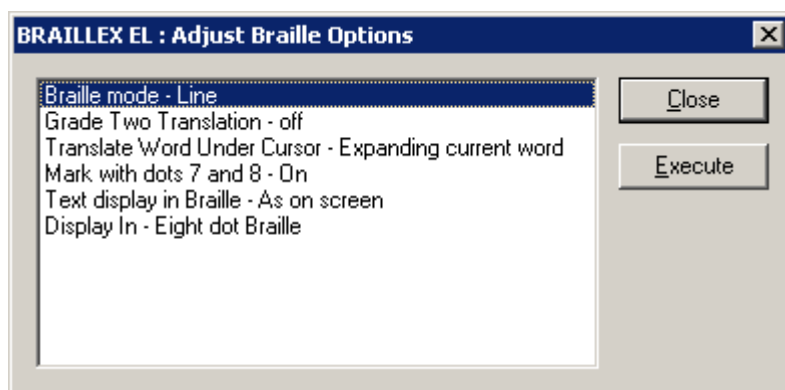 BRAILLEX EL : Adjust Braille Options
Braille mode - Line
Grade Two Translation - off
Translate Word Under Cursor - Expanding current word
Mark with dots 7 and 8 - On
Text display in Braille - As on screen
Display In - Eight dot Braille
Close
Execute